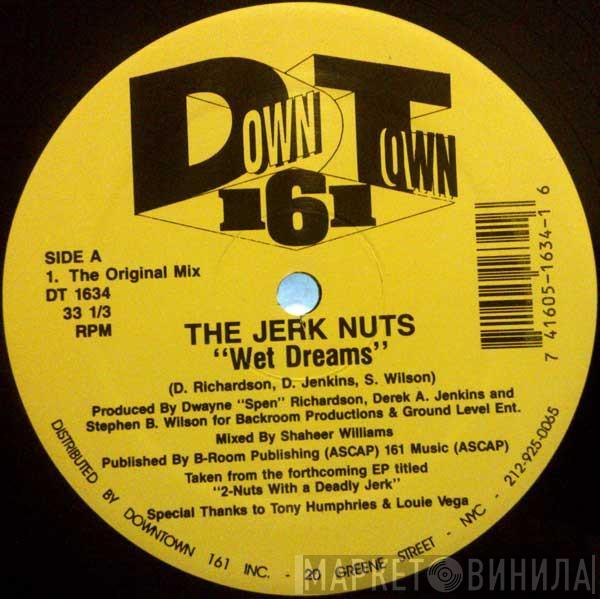 DOWN TOWN
161
SIDE A
1. The Original Mix
DT 1634
33 1/3
RPM
7 41605-1634-1 6
THE JERK NUTS
"Wet Dreams"
(D. Richardson, D. Jenkins, S. Wilson)
Produced By Dwayne "Spen" Richardson, Derek A. Jenkins and
Stephen B. Wilson for Backroom Productions & Ground Level Ent.
Mixed By Shaheer Williams
Published By B-Room Publishing (ASCAP) 161 Music (ASCAP)
Taken from the forthcoming EP titled
"2-Nuts With a Deadly Jerk"
Special Thanks to Tony Humphries & Louie Vega
DISTRIBUTED BY DOWNTOWN 161 INC. - 20 GREENE STREET - NYC - 212-925-0065
МАРКЕТ ВИНИЛА